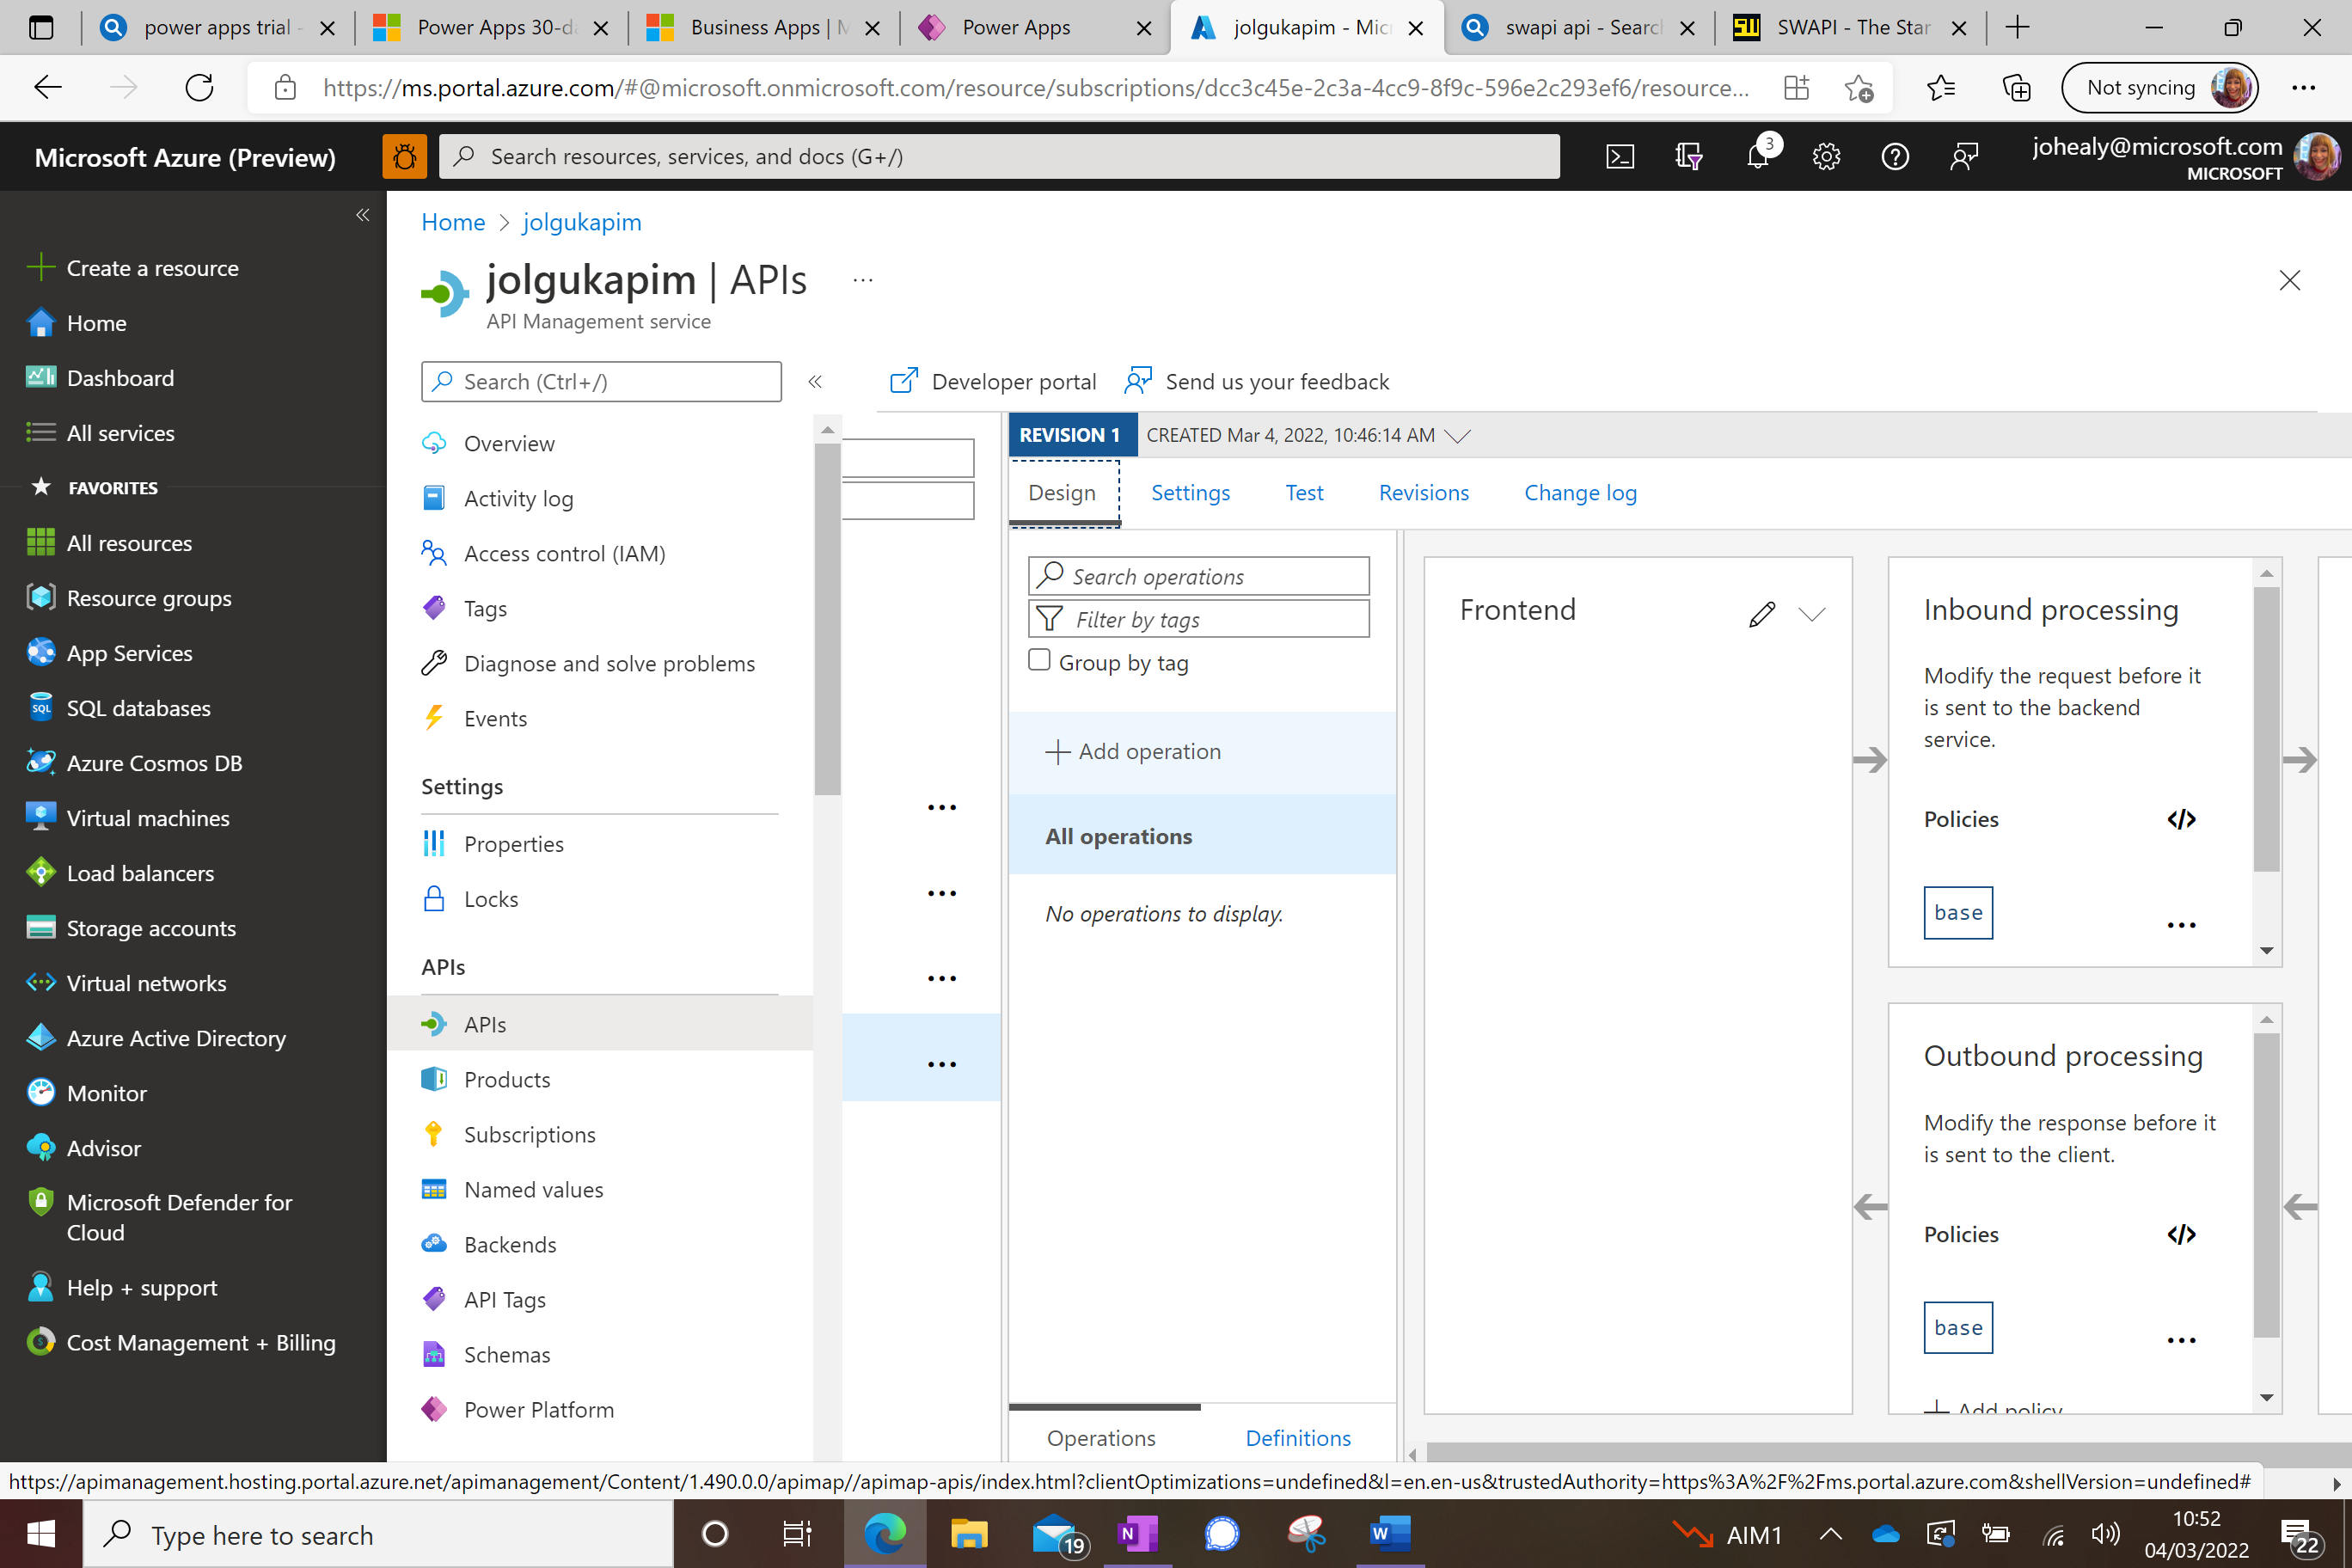 power apps trial -
Power Apps 30-da
Business Apps | M
Power Apps
jolgukapim - Micr
swapi api - Search
SWAPI - The Star
https://ms.portal.azure.com/#@microsoft.onmicrosoft.com/resource/subscriptions/dcc3c45e-2c3a-4cc9-8f9c-596e2c293ef6/resource...
Not syncing
Microsoft Azure (Preview)
Search resources, services, and docs (G+/)
3
johealy@microsoft.com
MICROSOFT
Create a resource
Home
Dashboard
All services
FAVORITES
All resources
Resource groups
App Services
SQL databases
Azure Cosmos DB
Virtual machines
Load balancers
Storage accounts
Virtual networks
Azure Active Directory
Monitor
Advisor
Microsoft Defender for
Cloud
Help + support
Cost Management + Billing
Home > jolgukapim
jolgukapim | APIs ...
API Management service
Search (Ctrl+/)
Overview
Activity log
Access control (IAM)
Tags
Diagnose and solve problems
Events
Settings
Properties
Locks
APIs
APIs
Products
Subscriptions
Named values
Backends
API Tags
Schemas
Power Platform
Developer portal
Send us your feedback
REVISION 1
CREATED Mar 4, 2022, 10:46:14 AM
Design
Settings
Test
Revisions
Change log
Search operations
Filter by tags
Group by tag
Add operation
All operations
No operations to display.
Operations
Definitions
Frontend
Inbound processing
Modify the request before it
is sent to the backend
service.
Policies </>
base ...
Outbound processing
Modify the response before it
is sent to the client.
Policies </>
base ...
+ Add policy
https://apimanagement.hosting.portal.azure.net/apimanagement/Content/1.490.0.0/apimap//apimap-apis/index.html?clientOptimizations=undefined&l=en.en-us&trustedAuthority=https%3A%2F%2Fms.portal.azure.com&shellVersion=undefined#
Type here to search
19
AIM1
10:52
04/03/2022
22